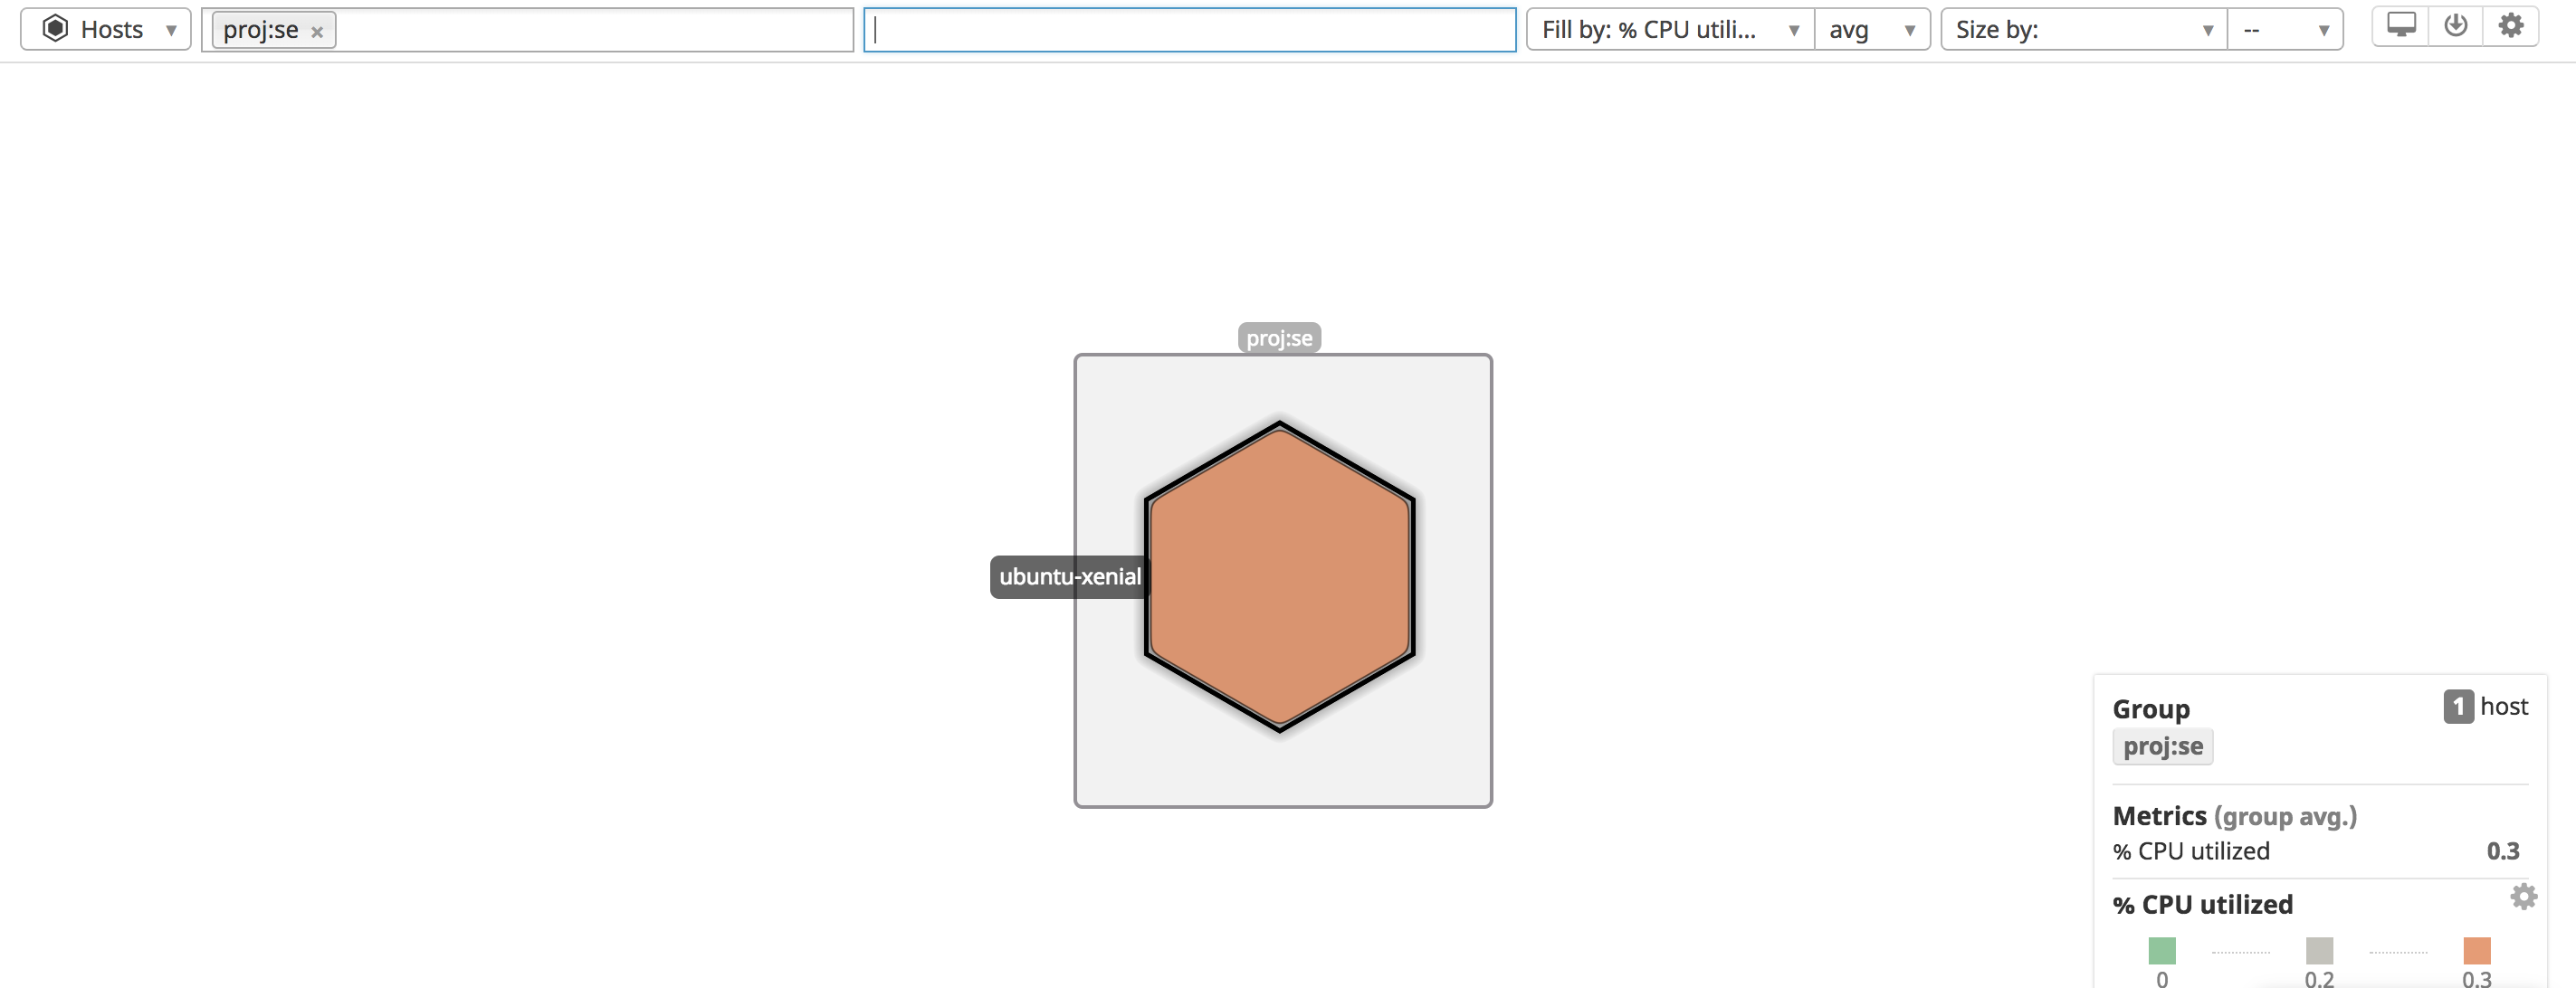 Hosts
proj:se ×
Fill by: % CPU utili...
avg
Size by:
--
proj:se
ubuntu-xenial
Group
1 host
proj:se
Metrics (group avg.)
% CPU utilized 0.3
% CPU utilized
0 0.2 0.3